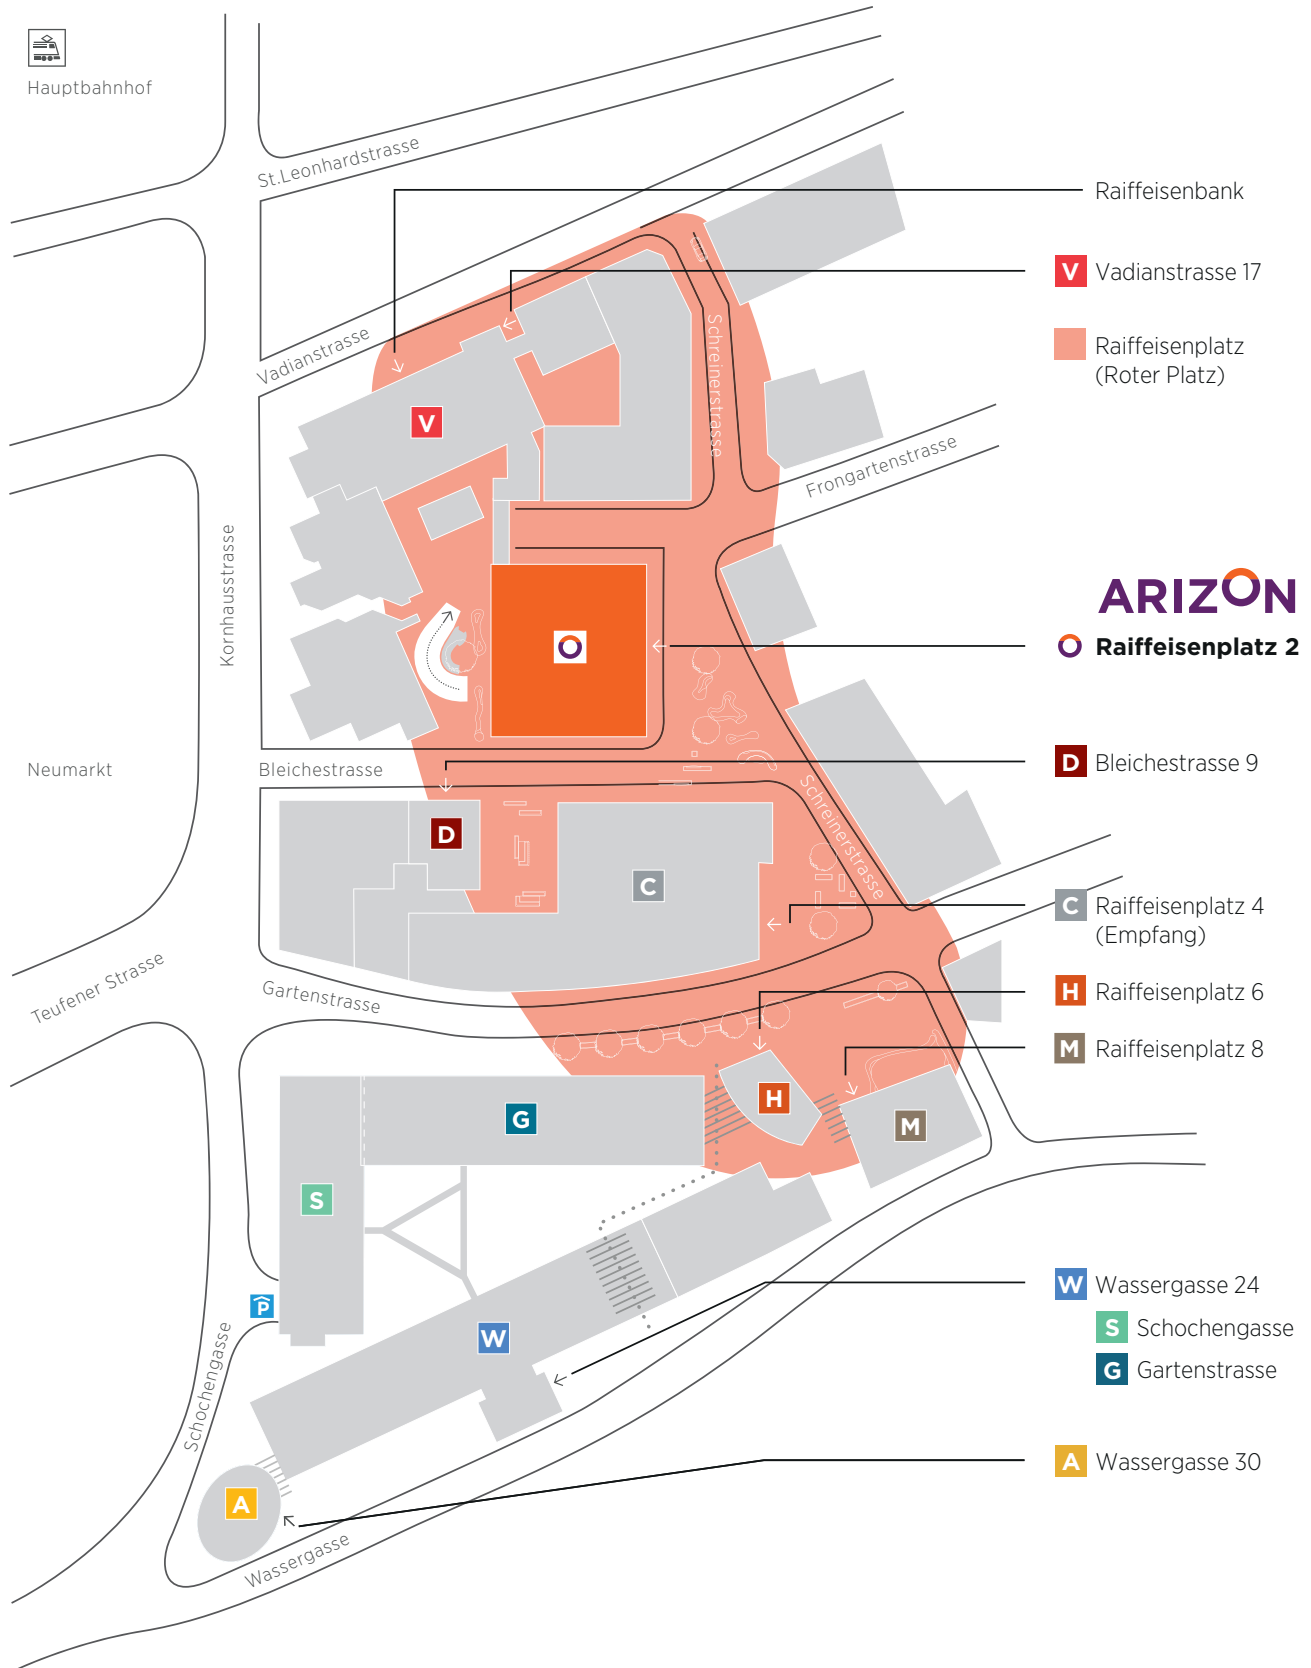 Hauptbahnhof
St.Leonhardstrasse
Raiffeisenbank
V Vadianstrasse 17
Vadianstrasse
Schreinerstrasse
Raiffeisenplatz
(Roter Platz)
V
Frongartenstrasse
Kornhausstrasse
ARIZON
Raiffeisenplatz 2
Neumarkt
Bleichestrasse
D Bleichestrasse 9
D
Schreinerstrasse
C
C Raiffeisenplatz 4
(Empfang)
Teufener Strasse
Gartenstrasse
H Raiffeisenplatz 6
M Raiffeisenplatz 8
H
G
M
S
W Wassergasse 24
P
S Schochengasse
W
G Gartenstrasse
Schochengasse
A Wassergasse 30
A
Wassergasse